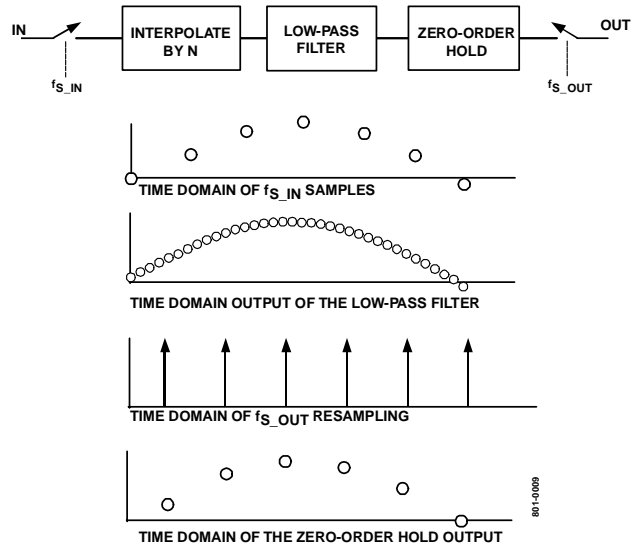 IN
INTERPOLATE
BY N
LOW-PASS
FILTER
ZERO-ORDER
HOLD
OUT
fS_IN
fS_OUT
TIME DOMAIN OF fS_IN SAMPLES
TIME DOMAIN OUTPUT OF THE LOW-PASS FILTER
TIME DOMAIN OF fS_OUT RESAMPLING
801-0009
TIME DOMAIN OF THE ZERO-ORDER HOLD OUTPUT